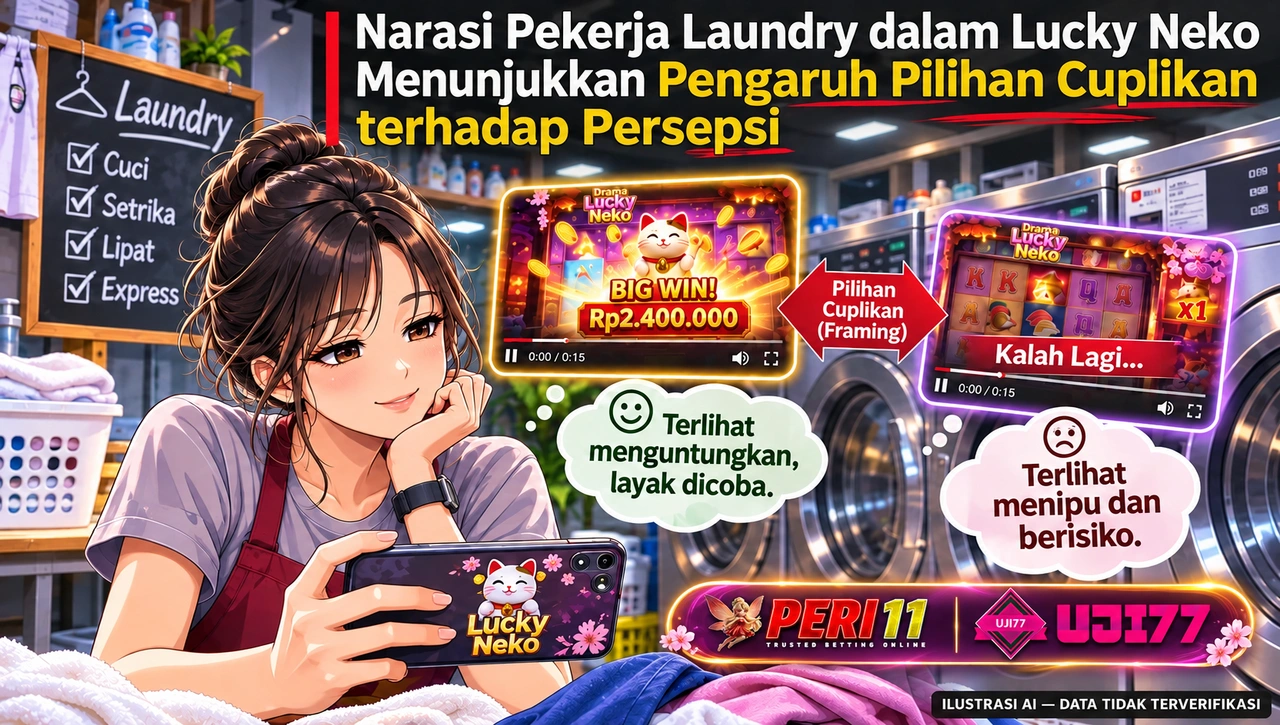 Narasi Pekerja Laundry dalam Lucky Neko
Menunjukkan Pengaruh Pilihan Cuplikan
terhadap Persepsi
Laundry
Cuci
Setrika
Lipat
Express
Drama
Lucky
Neko
BIG WIN!
Rp2.400.000
0:00 / 0:15
Pilihan
Cuplikan
(Framing)
Drama
Lucky
Neko
K K A
A
x1
Kalah Lagi...
0:00 / 0:15
Terlihat
menguntungkan,
layak dicoba.
Terlihat
menipu dan
berisiko.
Lucky
Neko
PERI11
TRUSTED BETTING ONLINE
UJI77
UJI77
ILUSTRASI AI — DATA TIDAK TERVERIFIKASI